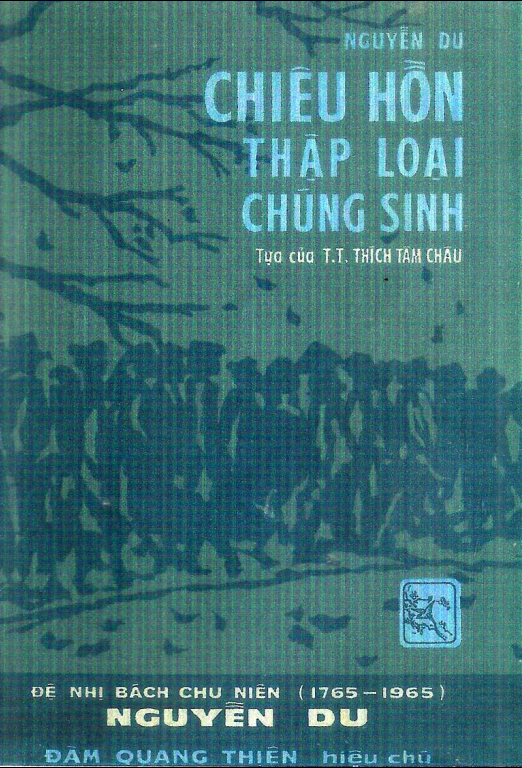 NGUYỄN DU
CHIÊU HỒN
THẬP LOẠI
CHÚNG SINH
Tựa của T.T. THÍCH TÂM CHÂU
ĐỆ NHỊ BÁCH CHU NIÊN (1765-1965)
NGUYỄN DU
ĐÀM QUANG THIỆN hiệu chú